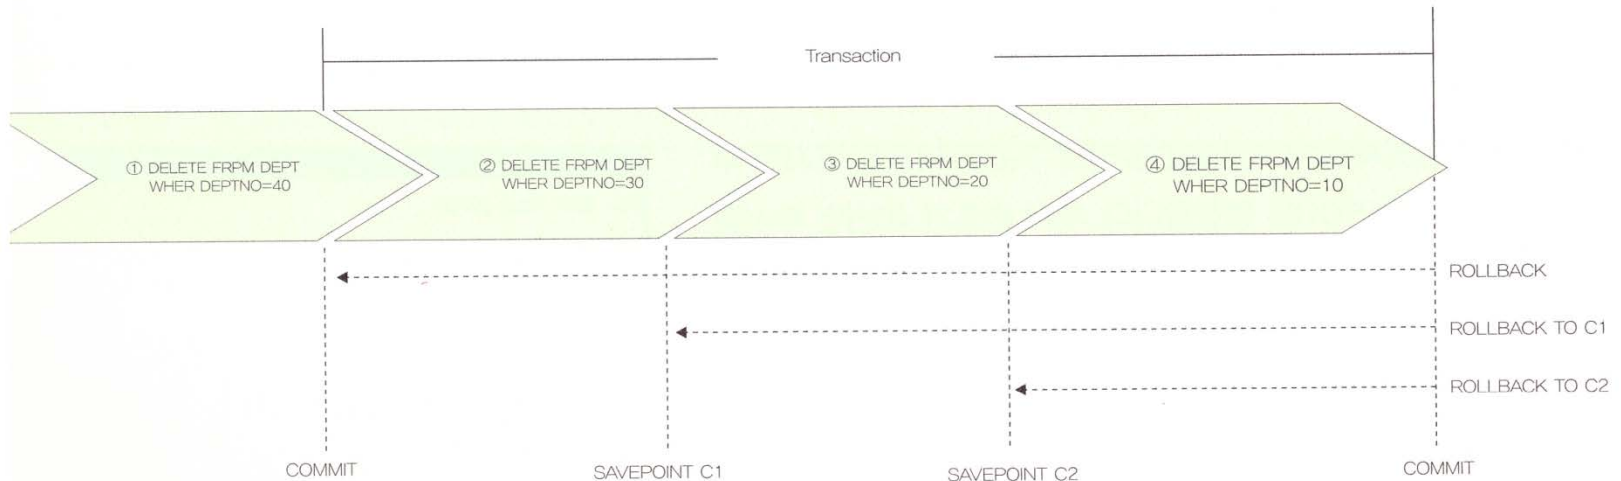 Transaction
① DELETE FRPM DEPT
WHER DEPTNO=40
② DELETE FRPM DEPT
WHER DEPTNO=30
③ DELETE FRPM DEPT
WHER DEPTNO=20
④ DELETE FRPM DEPT
WHER DEPTNO=10
ROLLBACK
ROLLBACK TO C1
ROLLBACK TO C2
COMMIT
SAVEPOINT C1
SAVEPOINT C2
COMMIT